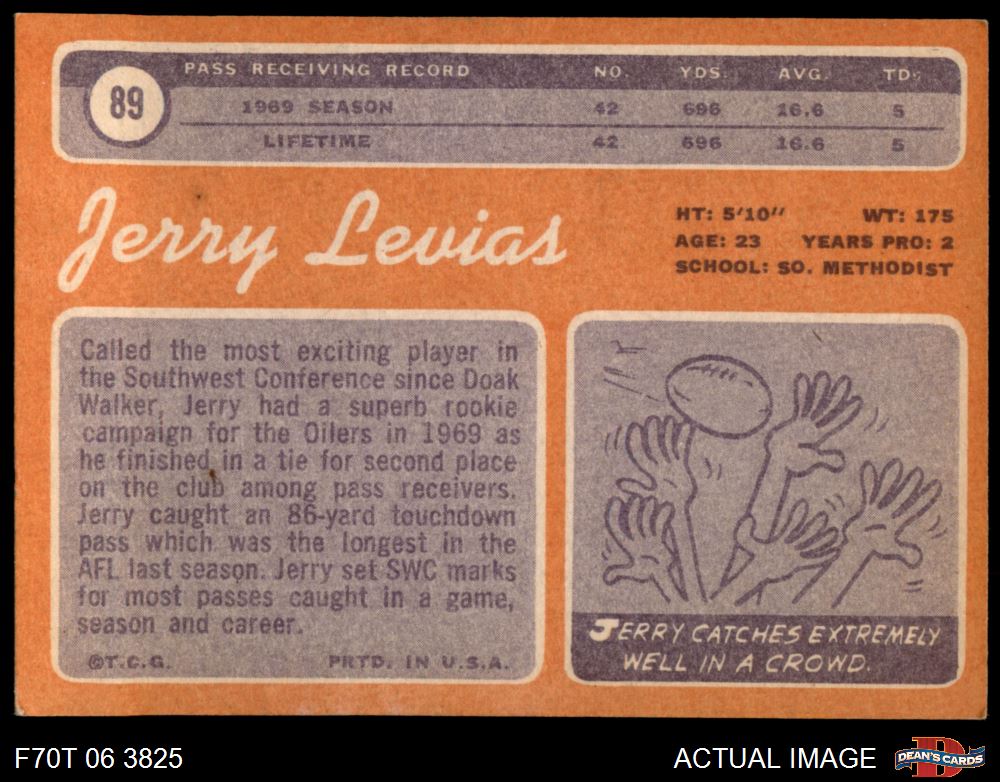 89
PASS RECEIVING RECORD NO. YDS. AVG. TDs
1969 SEASON 42 696 16.6 5
LIFETIME 42 696 16.6 5
Jerry Levias
HT: 5'10" WT: 175
AGE: 23 YEARS PRO: 2
SCHOOL: SO. METHODIST
Called the most exciting player in
the Southwest Conference since Doak
Walker, Jerry had a superb rookie
campaign for the Oilers in 1969 as
he finished in a tie for second place
on the club among pass receivers.
Jerry caught an 86-yard touchdown
pass which was the longest in the
AFL last season. Jerry set SWC marks
for most passes caught in a game,
season and career.
©T.C.G. PRTD. IN U.S.A.
JERRY CATCHES EXTREMELY
WELL IN A CROWD.
F70T 06 3825
ACTUAL IMAGE
D
DEAN'S CARDS